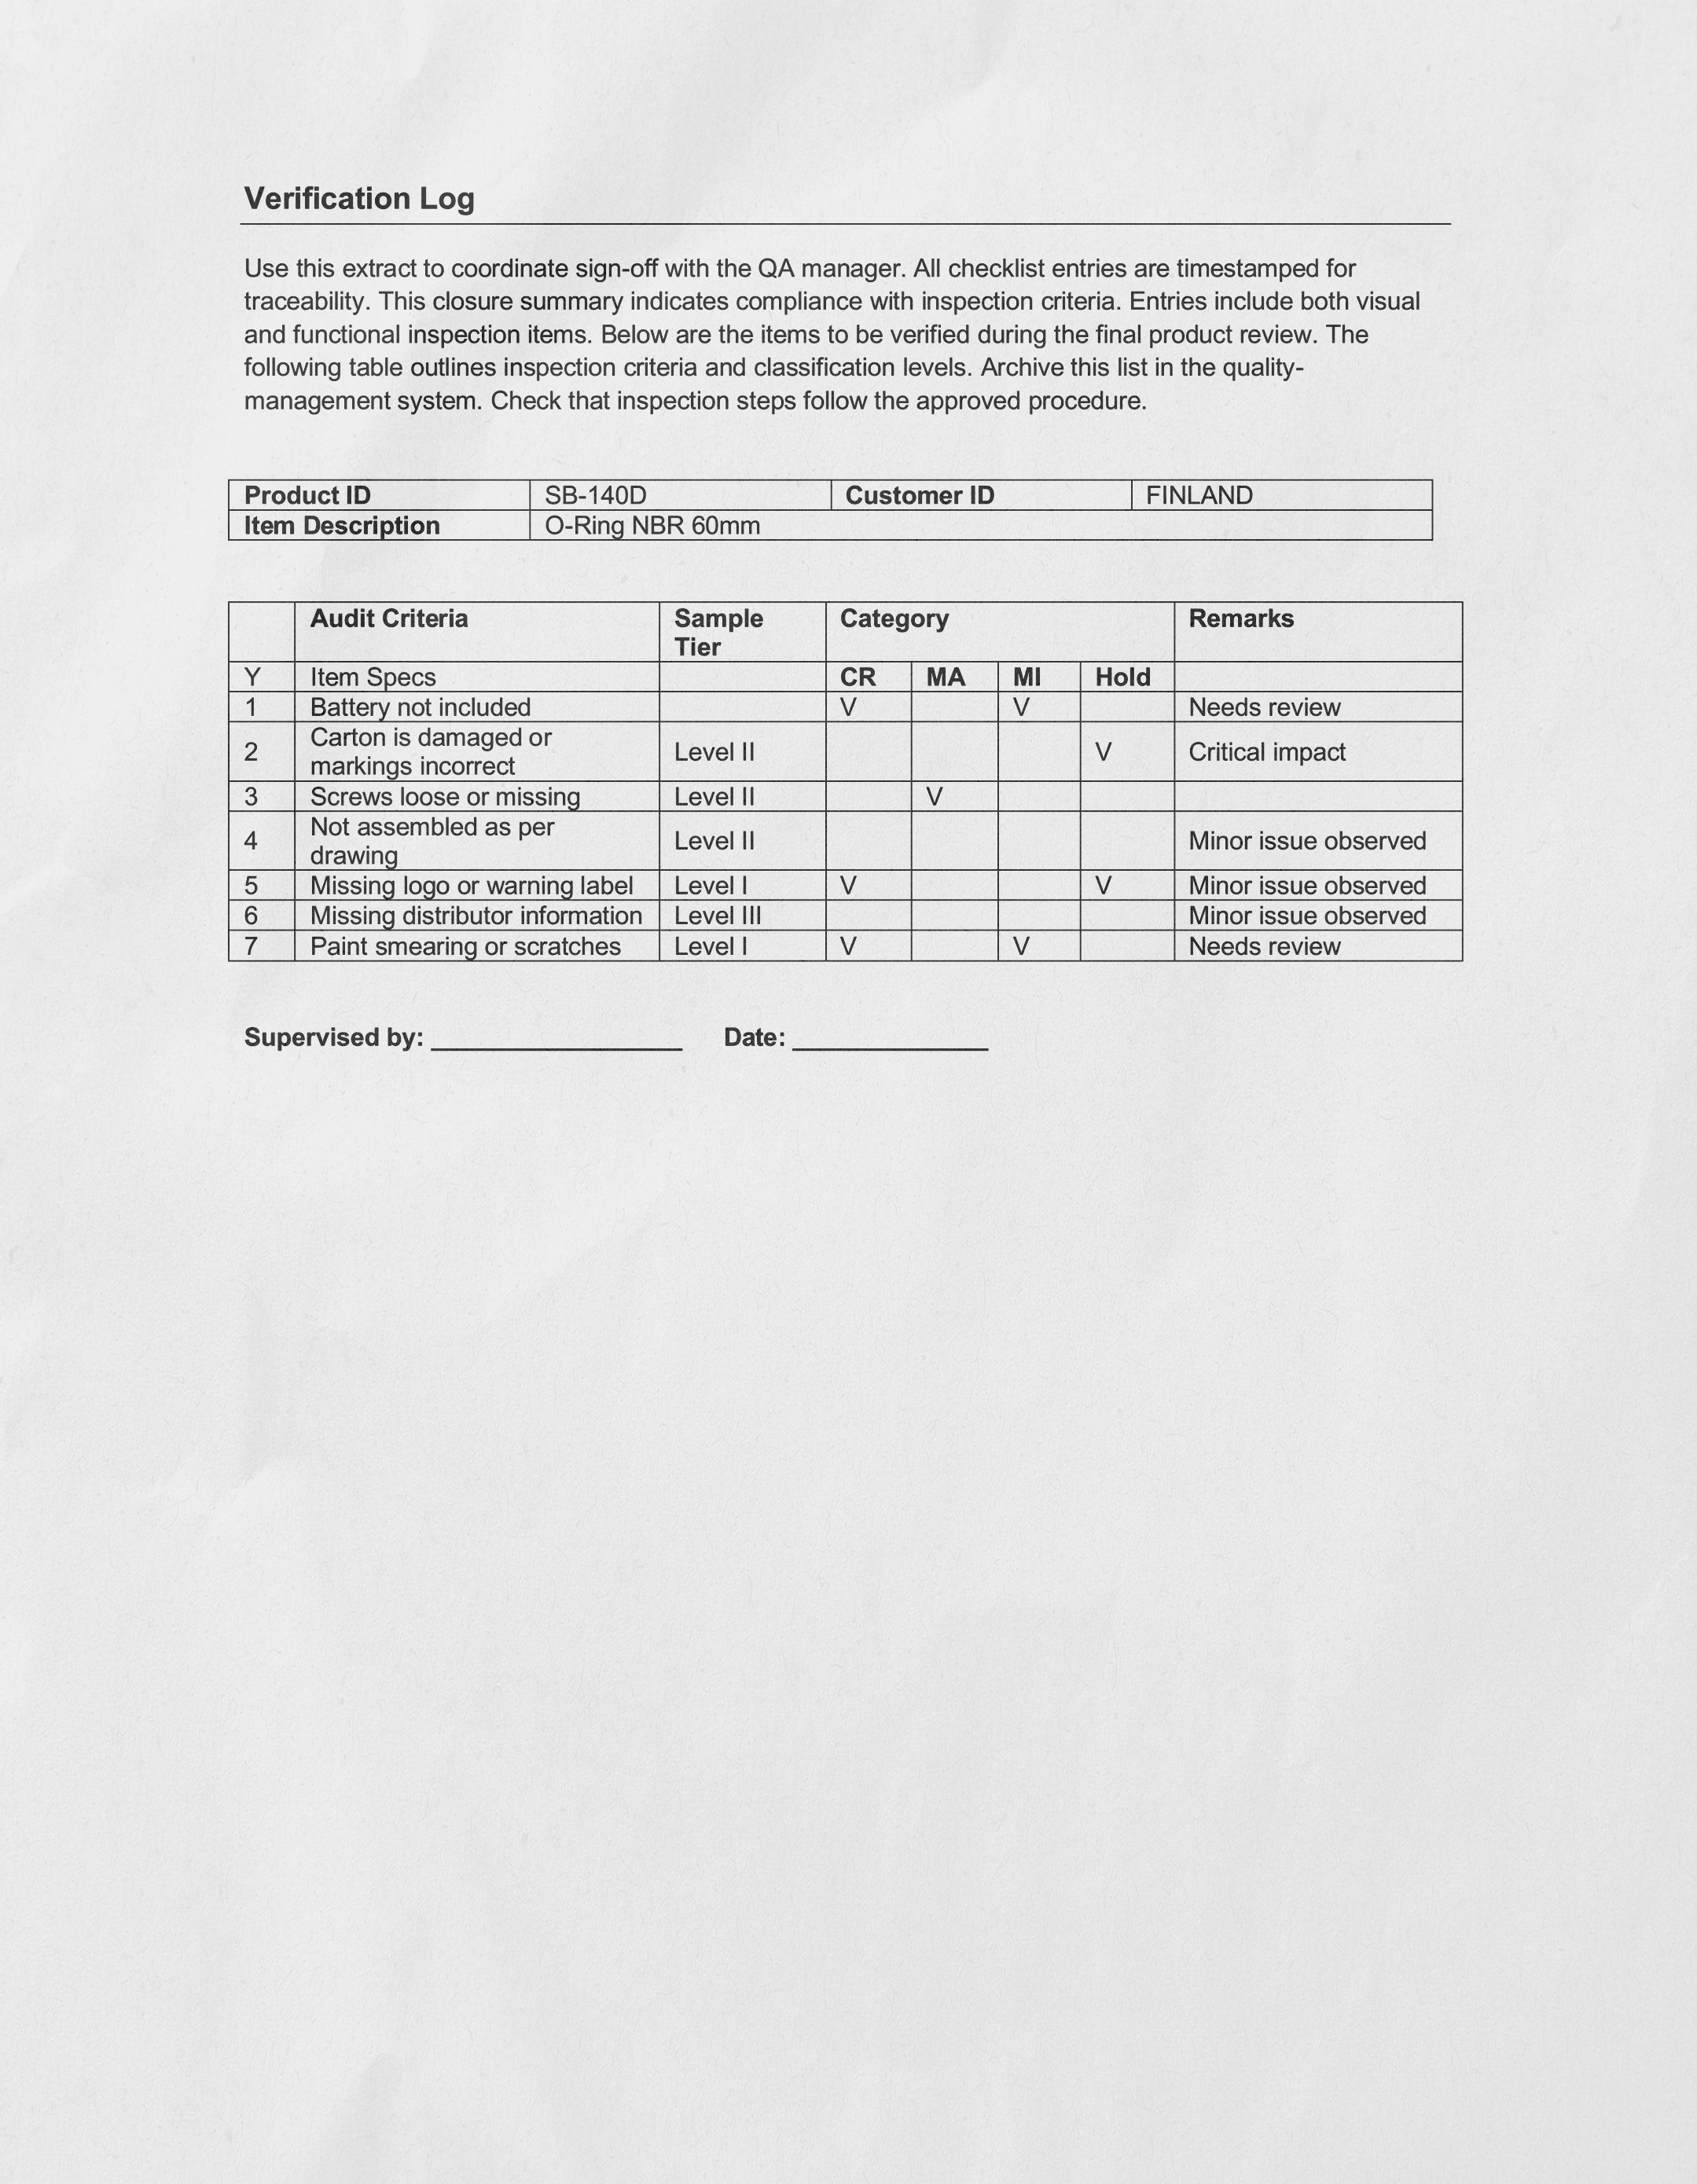 Verification Log
Use this extract to coordinate sign-off with the QA manager. All checklist entries are timestamped for
traceability. This closure summary indicates compliance with inspection criteria. Entries include both visual
and functional inspection items. Below are the items to be verified during the final product review. The
following table outlines inspection criteria and classification levels. Archive this list in the quality-
management system. Check that inspection steps follow the approved procedure.
Product ID SB-140D Customer ID FINLAND
Item Description O-Ring NBR 60mm
Audit Criteria Sample Category Remarks
Tier
Y Item Specs CR MA MI Hold
1 Battery not included V V Needs review
Carton is damaged or
2 markings incorrect Level II V Critical impact
3 Screws loose or missing Level II V
Not assembled as per
4 drawing Level II Minor issue observed
5 Missing logo or warning label Level I V V Minor issue observed
6 Missing distributor information Level III Minor issue observed
7 Paint smearing or scratches Level I V V Needs review
Supervised by: __________________ Date: ______________